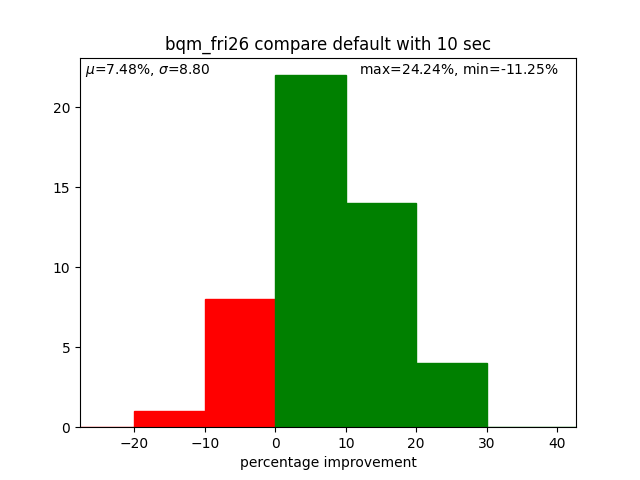 bqm_fri26 compare default with 10 sec
μ=7.48%, σ=8.80
max=24.24%, min=-11.25%
20
15
10
5
0
−20 −10 0 10 20 30 40
percentage improvement